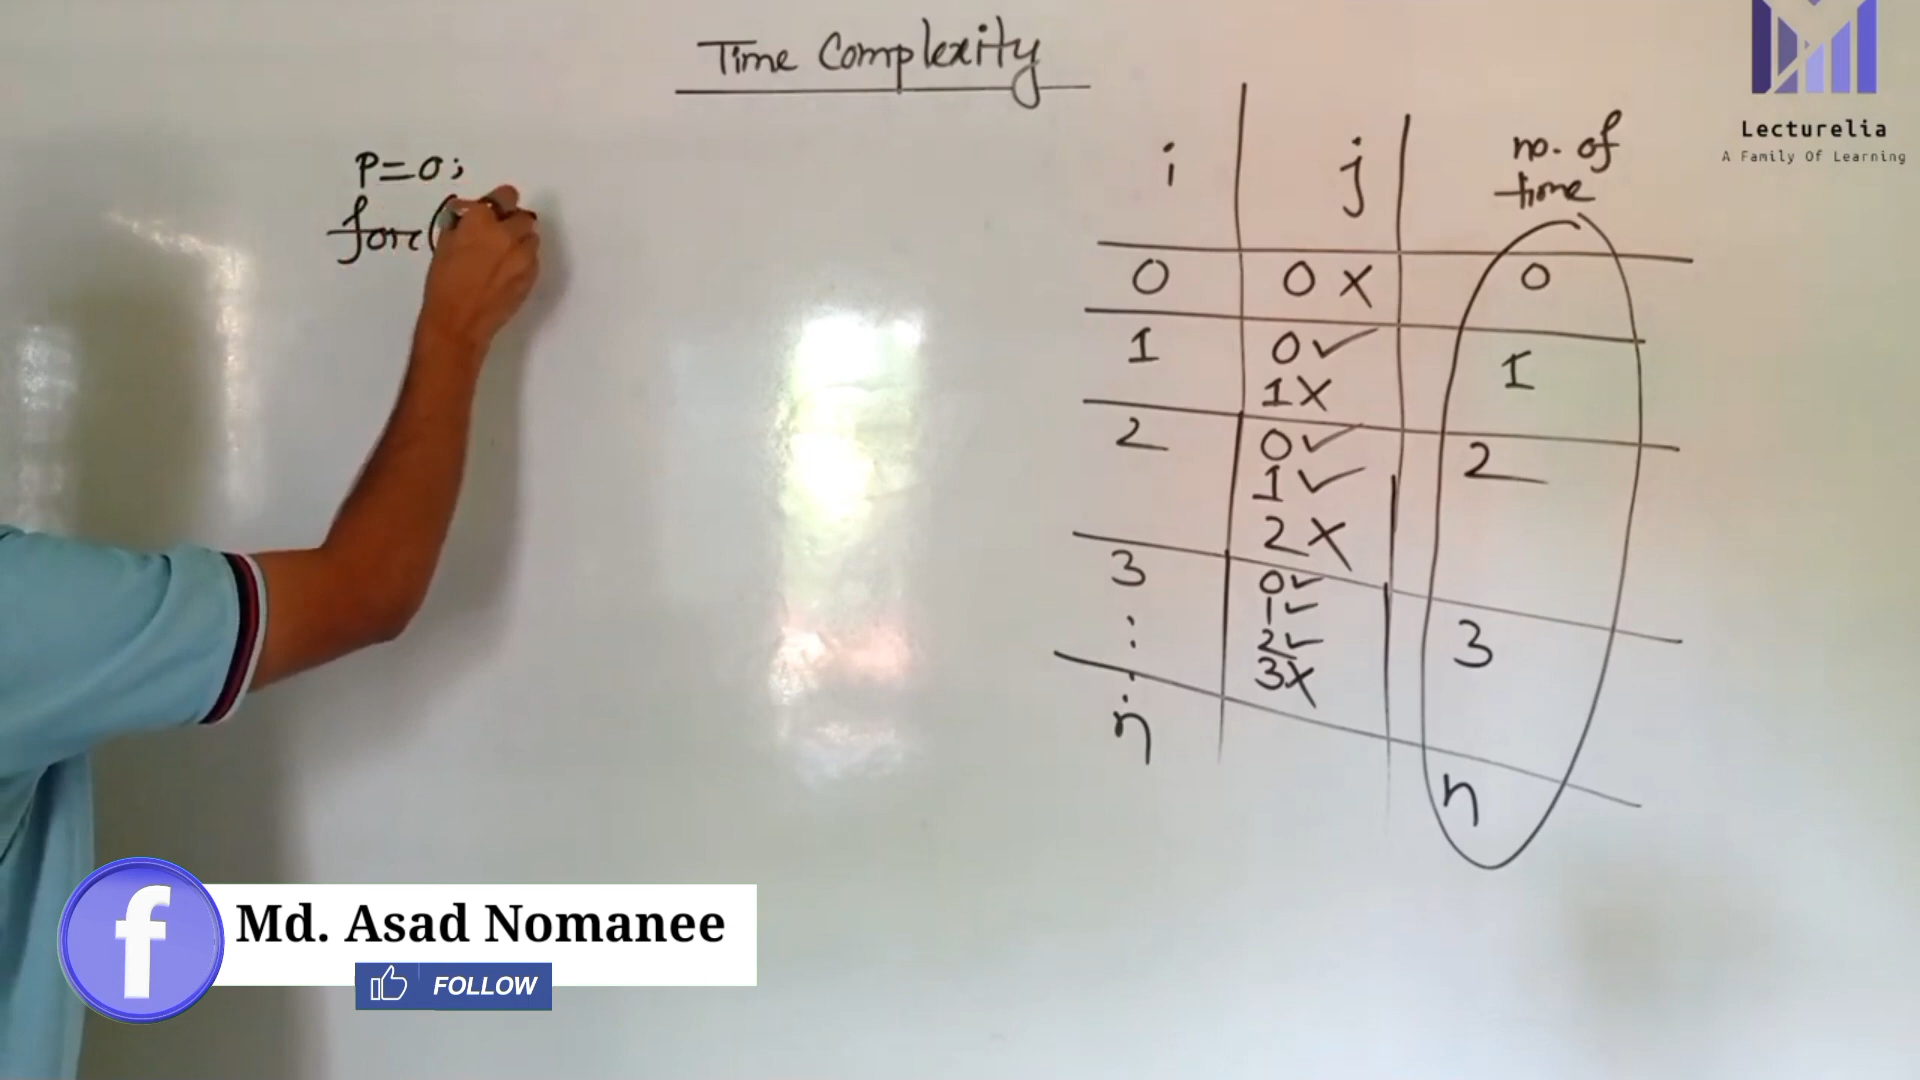 Time Complexity
P=0;
for(
i j no. of
time
0 0 X 0
1 0 ✓ 1
1 X
2 0 ✓ 2
1 ✓
2 X
3 0 ✓ 3
1 ✓
2 ✓
3 X
n n
Lecturelia
A Family Of Learning
f
Md. Asad Nomanee
FOLLOW